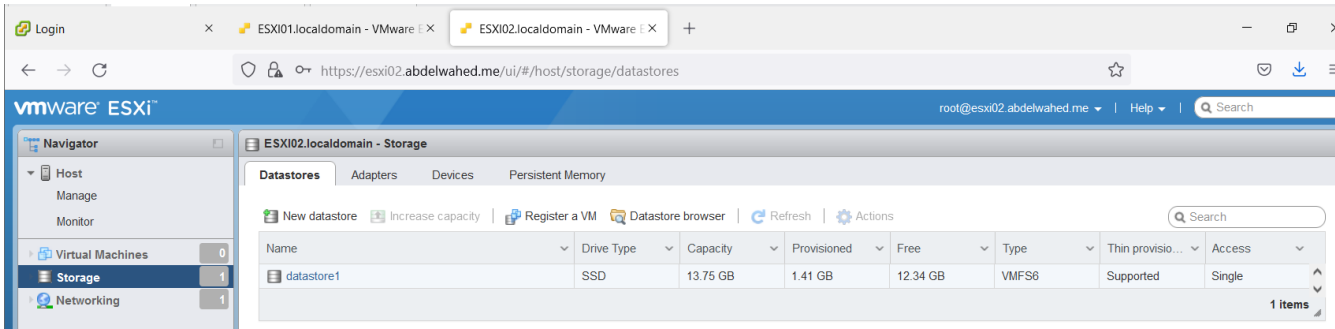 Login
ESXI01.localdomain - VMware E
ESXI02.localdomain - VMware E
https://esxi02.abdelwahed.me/ui/#/host/storage/datastores
vmware ESXi™
root@esxi02.abdelwahed.me
Help
Search
Navigator
ESXI02.localdomain - Storage
Host
Manage
Monitor
Virtual Machines 0
Storage 1
Networking 1
Datastores Adapters Devices Persistent Memory
New datastore Increase capacity Register a VM Datastore browser Refresh Actions Search
Name Drive Type Capacity Provisioned Free Type Thin provisio... Access
datastore1 SSD 13.75 GB 1.41 GB 12.34 GB VMFS6 Supported Single
1 items